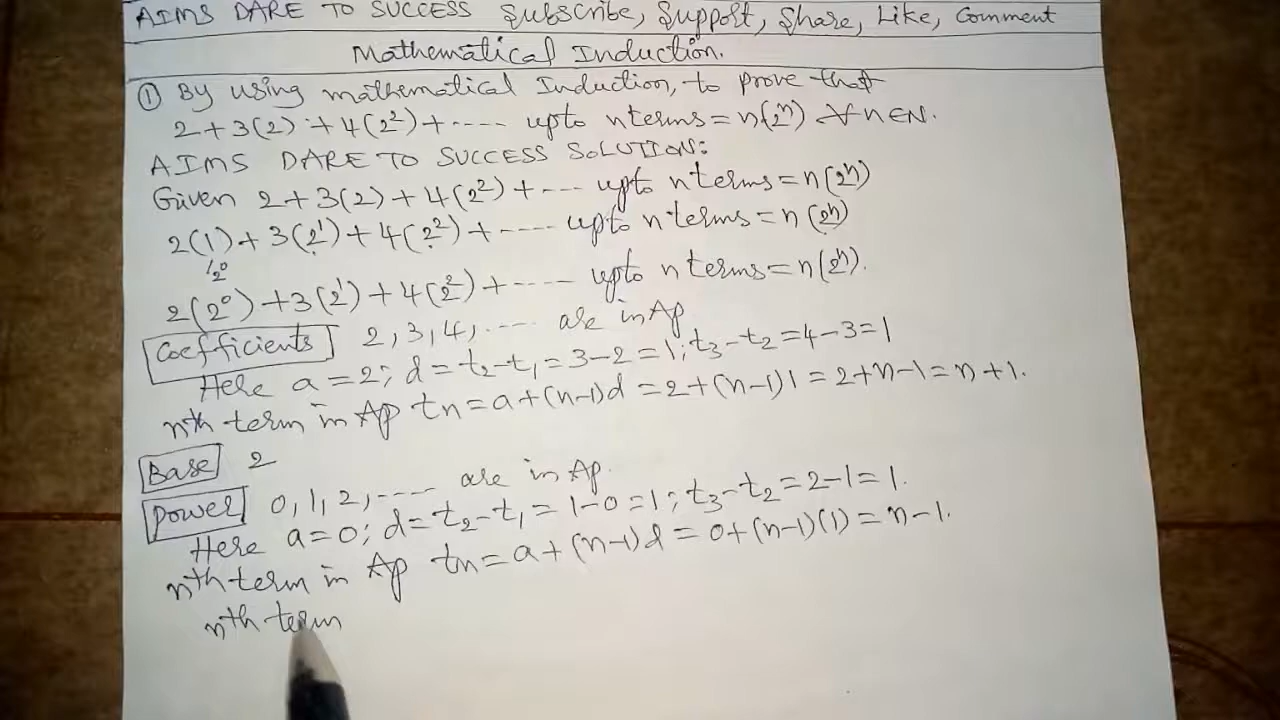 AIMS DARE TO SUCCESS Subscribe, Support, Share, Like, Comment
Mathematical Induction.
① By using mathematical Induction, to prove that
2+3(2)+4(2²)+---- upto n terms = n(2ⁿ) ∀ n∈N.
AIMS DARE TO SUCCESS SOLUTION:
Given 2+3(2)+4(2²)+---- upto n terms = n(2ⁿ)
2(1)+3(2¹)+4(2²)+---- upto n terms = n(2ⁿ)
↳2⁰
2(2⁰)+3(2¹)+4(2²)+---- upto n terms = n(2ⁿ).
Coefficients 2,3,4,---- are in Ap
Here a=2; d=t₂-t₁=3-2=1; t₃-t₂=4-3=1
nth term in Ap tn=a+(n-1)d=2+(n-1)1=2+n-1=n+1.
Base 2
Power 0,1,2,---- are in Ap.
Here a=0; d=t₂-t₁=1-0=1; t₃-t₂=2-1=1.
nth term in Ap tn=a+(n-1)d=0+(n-1)(1)=n-1.
nth term